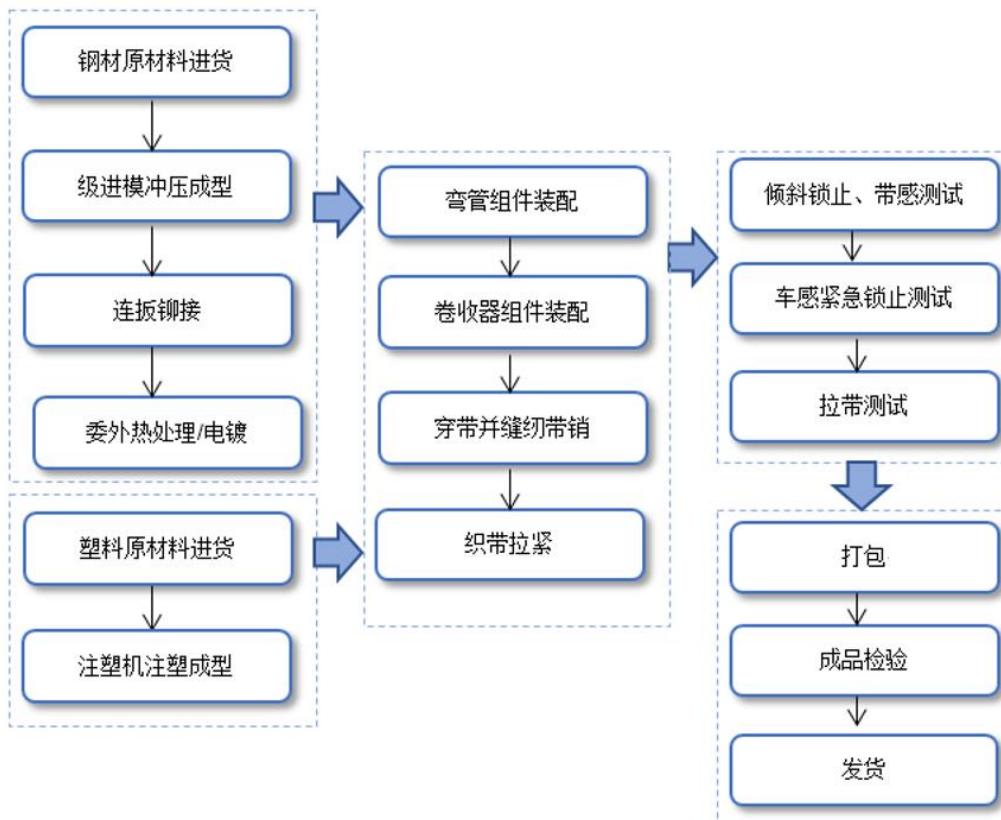 钢材原材料进货
级进模冲压成型
连扳铆接
委外热处理/电镀
塑料原材料进货
注塑机注塑成型
弯管组件装配
卷收器组件装配
穿带并缝纫带销
织带拉紧
倾斜锁止、带感测试
车感紧急锁止测试
拉带测试
打包
成品检验
发货